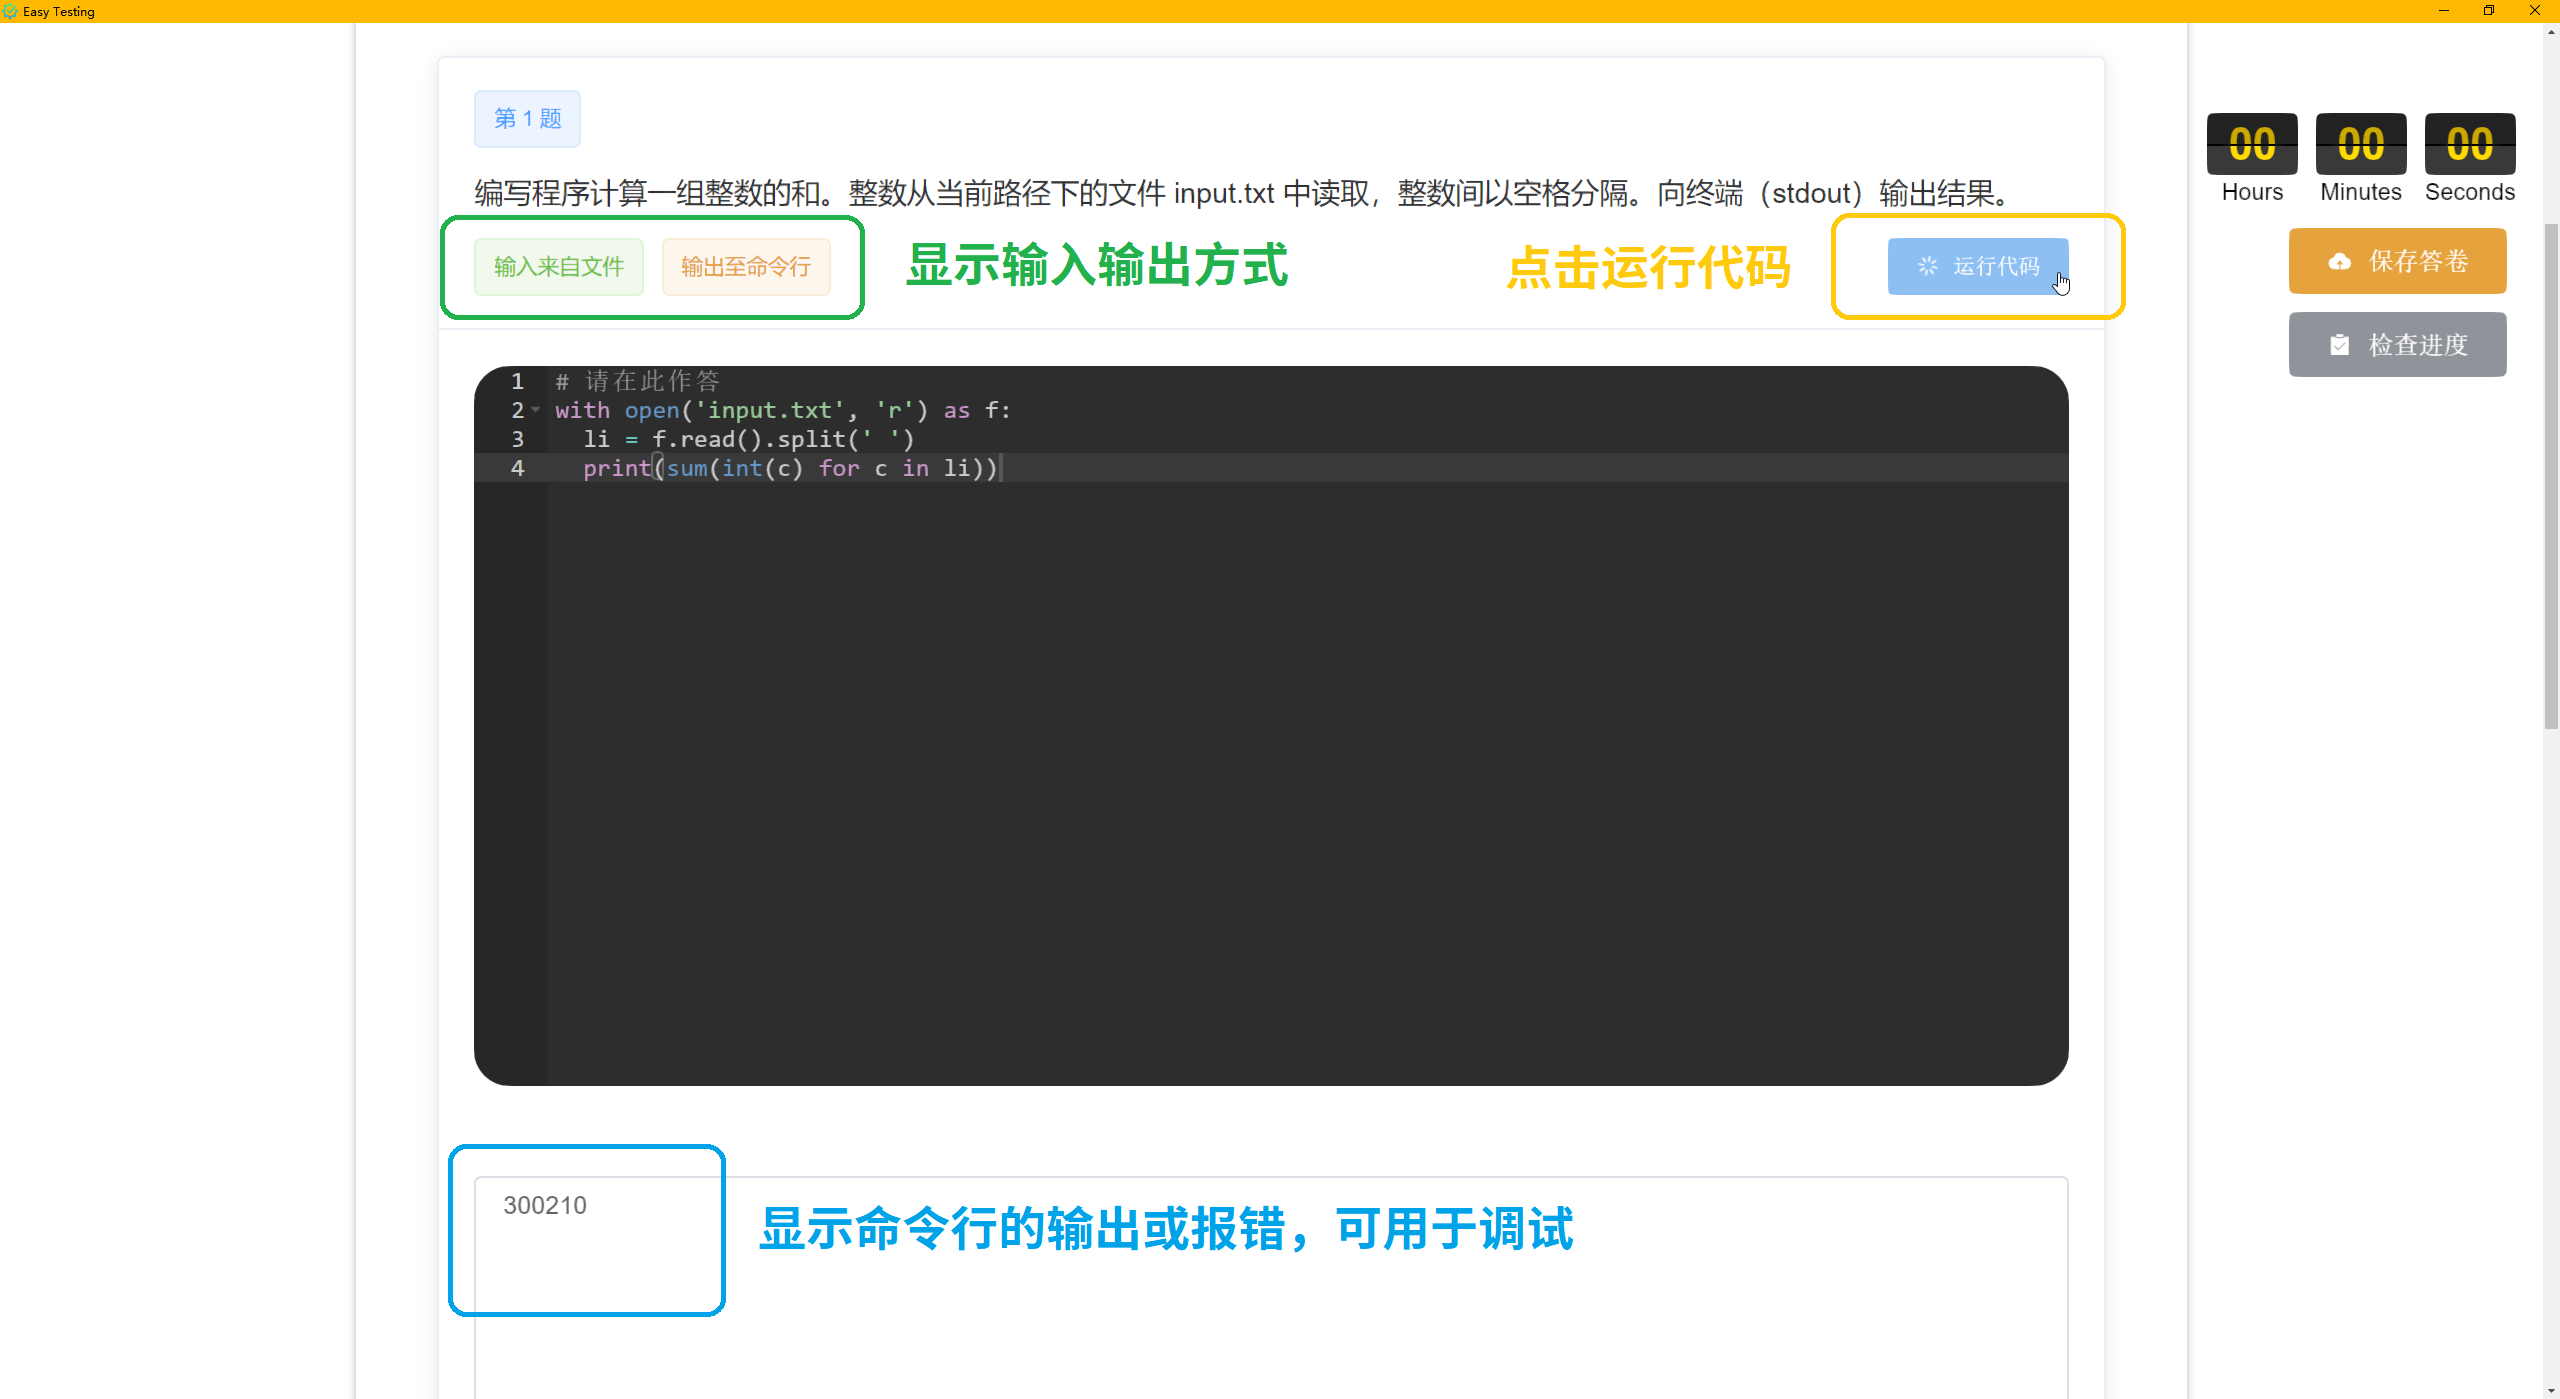 Easy Testing
第 1 题
编写程序计算一组整数的和。整数从当前路径下的文件 input.txt 中读取，整数间以空格分隔。向终端（stdout）输出结果。
输入来自文件 输出至命令行 显示输入输出方式 点击运行代码 运行代码
1 # 请在此作答
2 with open('input.txt', 'r') as f:
3   li = f.read().split(' ')
4   print(sum(int(c) for c in li))
300210
显示命令行的输出或报错，可用于调试
00 00 00
Hours Minutes Seconds
保存答卷
检查进度